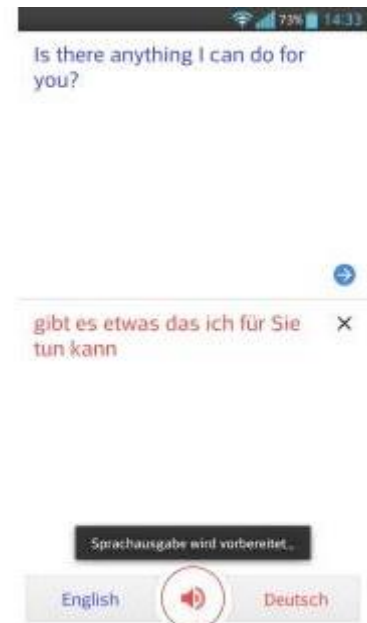 73% 14:33
Is there anything I can do for
you?
gibt es etwas das ich für Sie
tun kann
Sprachausgabe wird vorbereitet...
English Deutsch